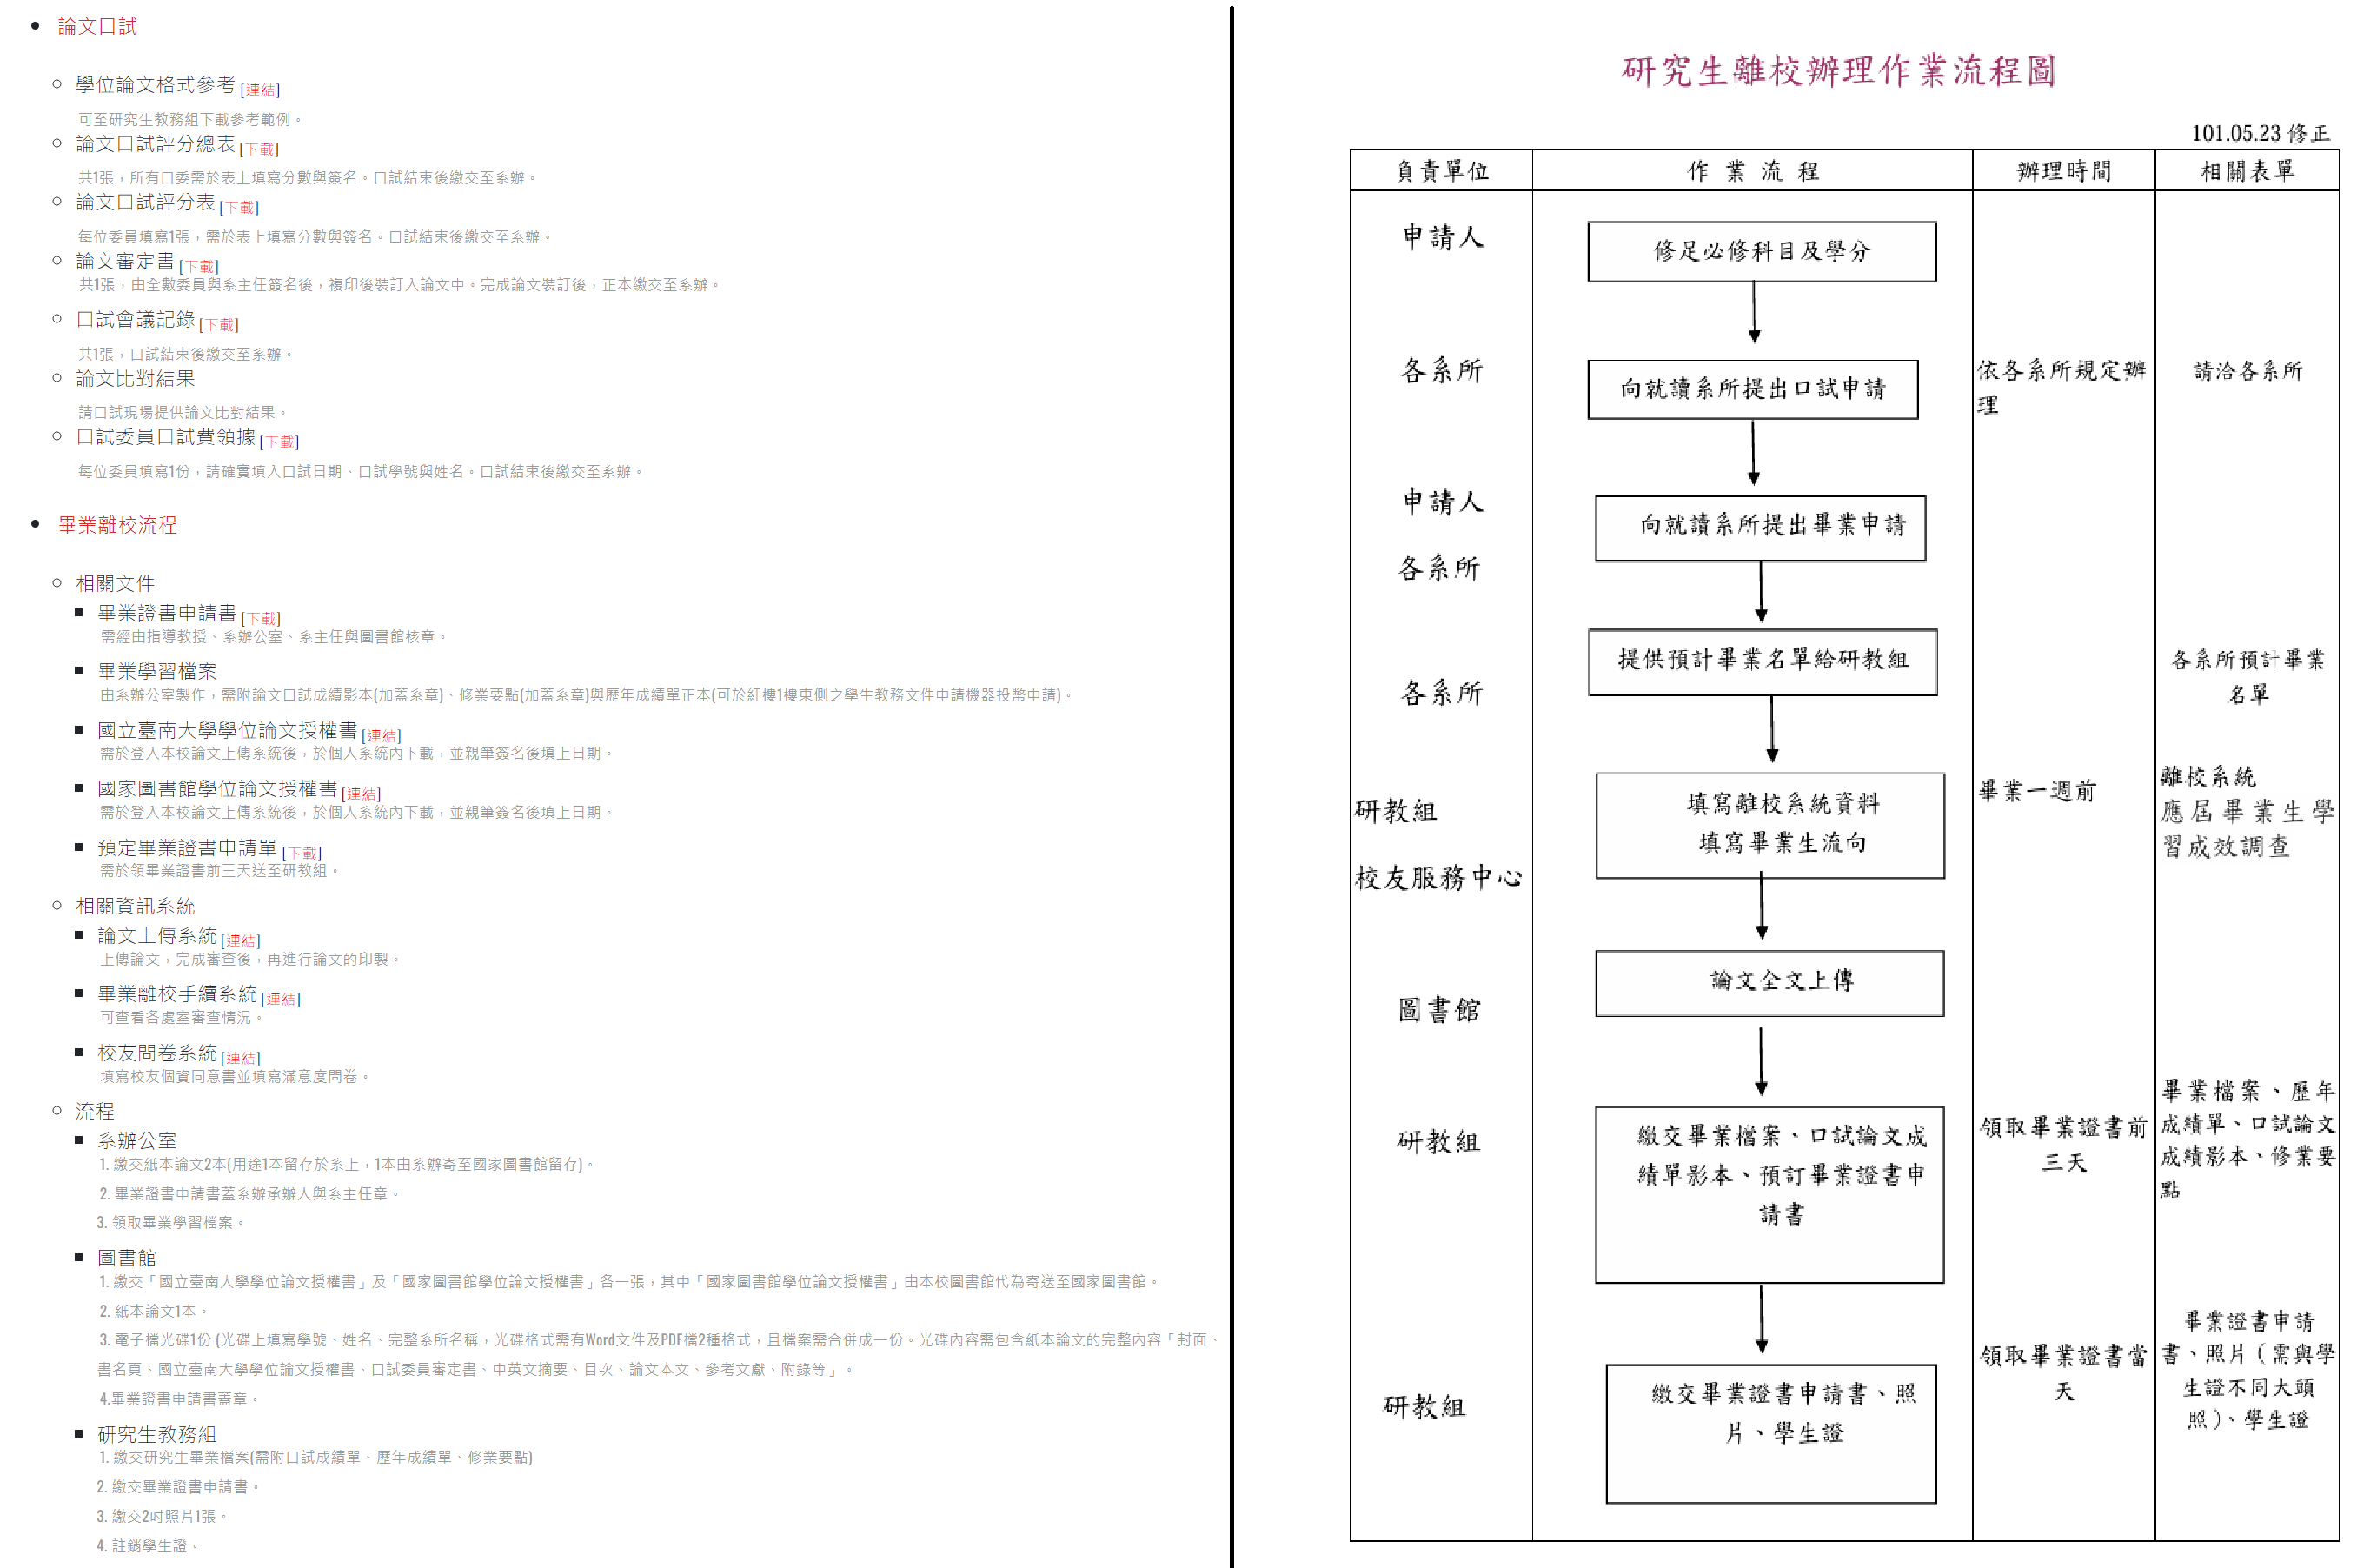 論文口試
學位論文格式參考 [連結]
可至研究生教務組下載參考範例。
論文口試評分總表 [下載]
共1張，所有口委需於表上填寫分數與簽名。口試結束後繳交至系辦。
論文口試評分表 [下載]
每位委員填寫1張，需於表上填寫分數與簽名。口試結束後繳交至系辦。
論文審定書 [下載]
共1張，由全數委員與系主任簽名後，複印後裝訂入論文中。完成論文裝訂後，正本繳交至系辦。
口試會議記錄 [下載]
共1張，口試結束後繳交至系辦。
論文比對結果
請口試現場提供論文比對結果。
口試委員口試費領據 [下載]
每位委員填寫1份，請確實填入口試日期、口試學號與姓名。口試結束後繳交至系辦。
畢業離校流程
相關文件
畢業證書申請書 [下載]
需經由指導教授、系辦公室、系主任與圖書館核章。
畢業學習檔案
由系辦公室製作，需附論文口試成績影本(加蓋系章)、修業要點(加蓋系章)與歷年成績單正本(可於紅樓1樓東側之學生教務文件申請機器投幣申請)。
國立臺南大學學位論文授權書 [連結]
需於登入本校論文上傳系統後，於個人系統內下載，並親筆簽名後填上日期。
國家圖書館學位論文授權書 [連結]
需於登入本校論文上傳系統後，於個人系統內下載，並親筆簽名後填上日期。
預定畢業證書申請單 [下載]
需於領畢業證書前三天送至研教組。
相關資訊系統
論文上傳系統 [連結]
上傳論文，完成審查後，再進行論文的印製。
畢業離校手續系統 [連結]
可查看各處室審查情況。
校友問卷系統 [連結]
填寫校友個資同意書並填寫滿意度問卷。
流程
系辦公室
1. 繳交紙本論文2本(用途1本留存於系上，1本由系辦寄至國家圖書館留存)。
2. 畢業證書申請書蓋系辦承辦人與系主任章。
3. 領取畢業學習檔案。
圖書館
1. 繳交「國立臺南大學學位論文授權書」及「國家圖書館學位論文授權書」各一張，其中「國家圖書館學位論文授權書」由本校圖書館代為寄送至國家圖書館。
2. 紙本論文1本。
3. 電子檔光碟1份 (光碟上填寫學號、姓名、完整系所名稱，光碟格式需有Word文件及PDF檔2種格式，且檔案需合併成一份。光碟內容需包含紙本論文的完整內容「封面、
書名頁、國立臺南大學學位論文授權書、口試委員審定書、中英文摘要、目次、論文本文、參考文獻、附錄等」。
4.畢業證書申請書蓋章。
研究生教務組
1. 繳交研究生畢業檔案(需附口試成績單、歷年成績單、修業要點)
2. 繳交畢業證書申請書。
3. 繳交2吋照片1張。
4. 註銷學生證。
研究生離校辦理作業流程圖
101.05.23 修正
負責單位 作業流程 辦理時間 相關表單
申請人
修足必修科目及學分
各系所
向就讀系所提出口試申請
依各系所規定辦
理
請洽各系所
申請人
各系所
向就讀系所提出畢業申請
各系所
提供預計畢業名單給研教組
各系所預計畢業
名單
研教組
校友服務中心
填寫離校系統資料
填寫畢業生流向
畢業一週前
離校系統
應屆畢業生學
習成效調查
圖書館
論文全文上傳
研教組
繳交畢業檔案、口試論文成
績單影本、預訂畢業證書申
請書
領取畢業證書前
三天
畢業檔案、歷年
成績單、口試論文
成績影本、修業要
點
研教組
繳交畢業證書申請書、照
片、學生證
領取畢業證書當
天
畢業證書申請
書、照片（需與學
生證不同大頭
照）、學生證